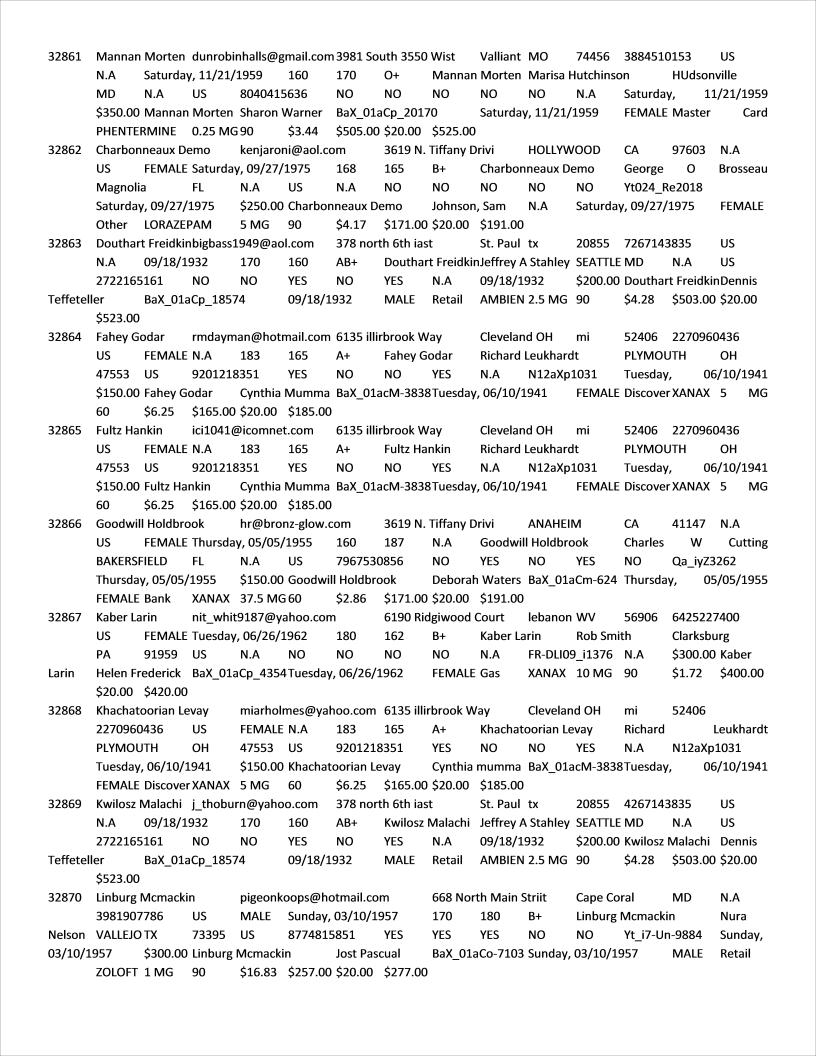 32861 Mannan Morten dunrobinhalls@gmail.com 3981 South 3550 Wist Valliant MO 74456 3884510153 US
N.A Saturday, 11/21/1959 160 170 O+ Mannan Morten Marisa Hutchinson HUdsonville
MD N.A US 8040415636 NO NO NO NO N.A Saturday, 11/21/1959
$350.00 Mannan Morten Sharon Warner BaX_01aCp_20170 Saturday, 11/21/1959 FEMALE Master Card
PHENTERMINE 0.25 MG 90 $3.44 $505.00 $20.00 $525.00
32862 Charbonneaux Demo kenjaroni@aol.com 3619 N. Tiffany Drivi HOLLYWOOD CA 97603 N.A
US FEMALE Saturday, 09/27/1975 168 165 B+ Charbonneaux Demo George O Brosseau
Magnolia FL N.A US N.A NO NO NO NO NO Yt024_Re2018
Saturday, 09/27/1975 $250.00 Charbonneaux Demo Johnson, Sam N.A Saturday, 09/27/1975 FEMALE
Other LORAZEPAM 5 MG 90 $4.17 $171.00 $20.00 $191.00
32863 Douthart Freidkin bigbass1949@aol.com 378 north 6th iast St. Paul tx 20855 7267143835 US
N.A 09/18/1932 170 160 AB+ Douthart Freidkin Jeffrey A Stahley SEATTLE MD N.A US
2722165161 NO NO YES NO YES N.A 09/18/1932 $200.00 Douthart Freidkin Dennis
Teffeteller BaX_01aCp_18574 09/18/1932 MALE Retail AMBIEN 2.5 MG 90 $4.28 $503.00 $20.00
$523.00
32864 Fahey Godar rmdayman@hotmail.com 6135 illirbrook Way Cleveland OH mi 52406 2270960436
US FEMALE N.A 183 165 A+ Fahey Godar Richard Leukhardt PLYMOUTH OH
47553 US 9201218351 YES NO NO YES N.A N12aXp1031 Tuesday, 06/10/1941
$150.00 Fahey Godar Cynthia Mumma BaX_01acM-3838 Tuesday, 06/10/1941 FEMALE Discover XANAX 5 MG
60 $6.25 $165.00 $20.00 $185.00
32865 Fultz Hankin ici1041@icomnet.com 6135 illirbrook Way Cleveland OH mi 52406 2270960436
US FEMALE N.A 183 165 A+ Fultz Hankin Richard Leukhardt PLYMOUTH OH
47553 US 9201218351 YES NO NO YES N.A N12aXp1031 Tuesday, 06/10/1941
$150.00 Fultz Hankin Cynthia Mumma BaX_01acM-3838 Tuesday, 06/10/1941 FEMALE Discover XANAX 5 MG
60 $6.25 $165.00 $20.00 $185.00
32866 Goodwill Holdbrook hr@bronz-glow.com 3619 N. Tiffany Drivi ANAHEIM CA 41147 N.A
US FEMALE Thursday, 05/05/1955 160 187 N.A Goodwill Holdbrook Charles W Cutting
BAKERSFIELD FL N.A US 7967530856 NO YES NO YES NO Qa_iyZ3262
Thursday, 05/05/1955 $150.00 Goodwill Holdbrook Deborah Waters BaX_01aCm-624 Thursday, 05/05/1955
FEMALE Bank XANAX 37.5 MG 60 $2.86 $171.00 $20.00 $191.00
32867 Kaber Larin nit_whit9187@yahoo.com 6190 Ridgiwood Court lebanon WV 56906 6425227400
US FEMALE Tuesday, 06/26/1962 180 162 B+ Kaber Larin Rob Smith Clarksburg
PA 91959 US N.A NO NO NO NO N.A FR-DLI09_i1376 N.A $300.00 Kaber
Larin Helen Frederick BaX_01aCp_4354 Tuesday, 06/26/1962 FEMALE Gas XANAX 10 MG 90 $1.72 $400.00
$20.00 $420.00
32868 Khachatoorian Levay miarholmes@yahoo.com 6135 illirbrook Way Cleveland OH mi 52406
2270960436 US FEMALE N.A 183 165 A+ Khachatoorian Levay Richard Leukhardt
PLYMOUTH OH 47553 US 9201218351 YES NO NO YES N.A N12aXp1031
Tuesday, 06/10/1941 $150.00 Khachatoorian Levay Cynthia mumma BaX_01acM-3838 Tuesday, 06/10/1941
FEMALE Discover XANAX 5 MG 60 $6.25 $165.00 $20.00 $185.00
32869 Kwilosz Malachi j_thoburn@yahoo.com 378 north 6th iast St. Paul tx 20855 4267143835 US
N.A 09/18/1932 170 160 AB+ Kwilosz Malachi Jeffrey A Stahley SEATTLE MD N.A US
2722165161 NO NO YES NO YES N.A 09/18/1932 $200.00 Kwilosz Malachi Dennis
Teffeteller BaX_01aCp_18574 09/18/1932 MALE Retail AMBIEN 2.5 MG 90 $4.28 $503.00 $20.00
$523.00
32870 Linburg Mcmackin pigeonkoops@hotmail.com 668 North Main Striit Cape Coral MD N.A
3981907786 US MALE Sunday, 03/10/1957 170 180 B+ Linburg Mcmackin Nura
Nelson VALLEJO TX 73395 US 8774815851 YES YES YES NO NO Yt_i7-Un-9884 Sunday,
03/10/1957 $300.00 Linburg Mcmackin Jost Pascual BaX_01aCo-7103 Sunday, 03/10/1957 MALE Retail
ZOLOFT 1 MG 90 $16.83 $257.00 $20.00 $277.00